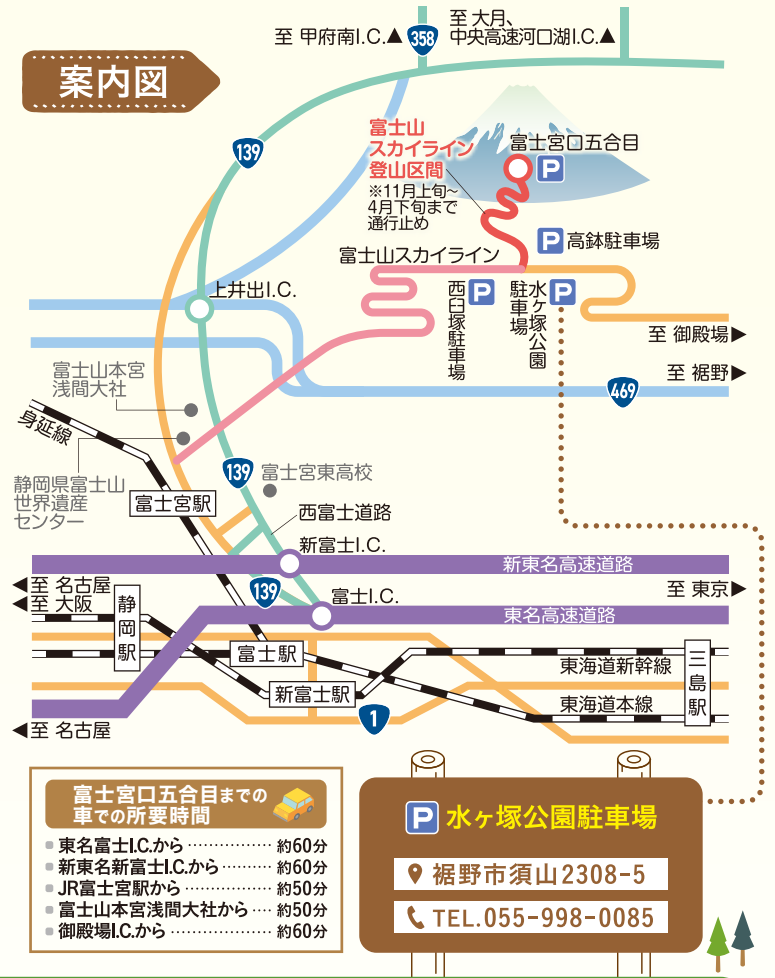 至 甲府南I.C.▲
358
至 大月、
中央高速河口湖I.C.▲
案内図
139
富士山
スカイライン
登山区間
※11月上旬~
4月下旬まで
通行止め
富士宮口五合目
P
P 高鉢駐車場
富士山スカイライン
上井出I.C.
P
西臼塚駐車場
P
水ヶ塚公園
駐車場
至 御殿場▶
至 裾野▶
469
富士山本宮
浅間大社
身延線
静岡県富士山
世界遺産
センター
富士宮駅
139
富士宮東高校
西富士道路
新富士I.C.
新東名高速道路
◀至 名古屋
◀至 大阪
静岡駅
139
富士I.C.
至 東京▶
東名高速道路
富士駅
東海道新幹線
三島駅
新富士駅
東海道本線
1
◀至 名古屋
富士宮口五合目までの
車での所要時間
東名富士I.C.から ················ 約60分
新東名新富士I.C.から ········· 約60分
JR富士宮駅から ················ 約50分
富士山本宮浅間大社から ···· 約50分
御殿場I.C.から ·················· 約60分
P 水ヶ塚公園駐車場
裾野市須山2308-5
TEL.055-998-0085